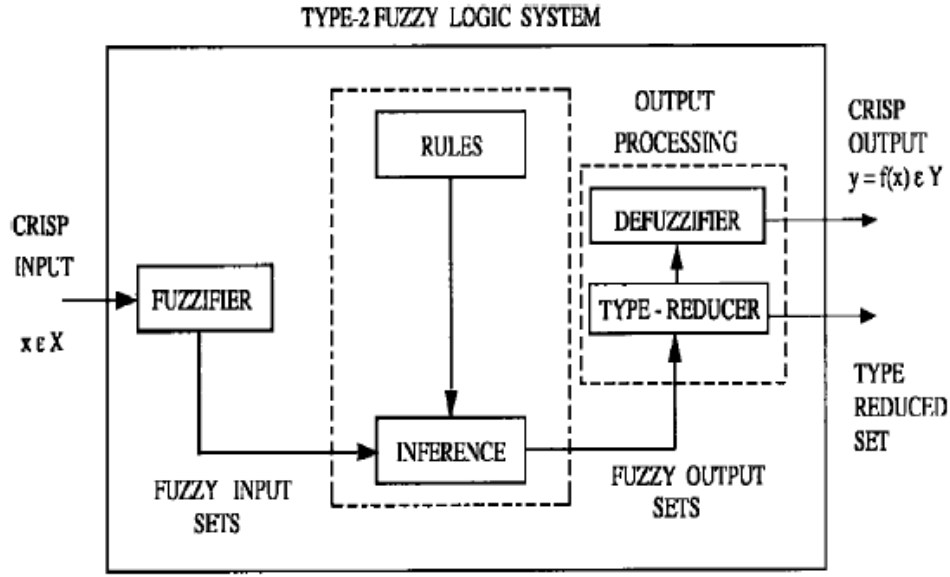 TYPE-2 FUZZY LOGIC SYSTEM
OUTPUT
PROCESSING
CRISP
OUTPUT
y = f(x) ε Y
RULES
DEFUZZIFIER
CRISP
INPUT
x ε X
FUZZIFIER
TYPE - REDUCER
TYPE
REDUCED
SET
INFERENCE
FUZZY INPUT
SETS
FUZZY OUTPUT
SETS